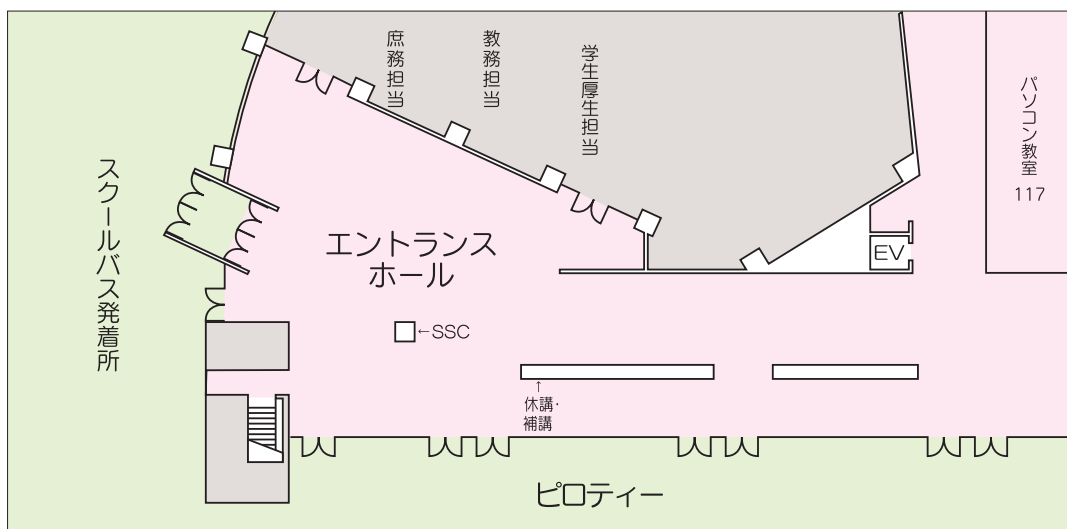 庶務担当
教務担当
学生厚生担当
パソコン教室
117
スクールバス発着所
エントランス
ホール
EV
←SSC
↑
休講・
補講
ピロティー